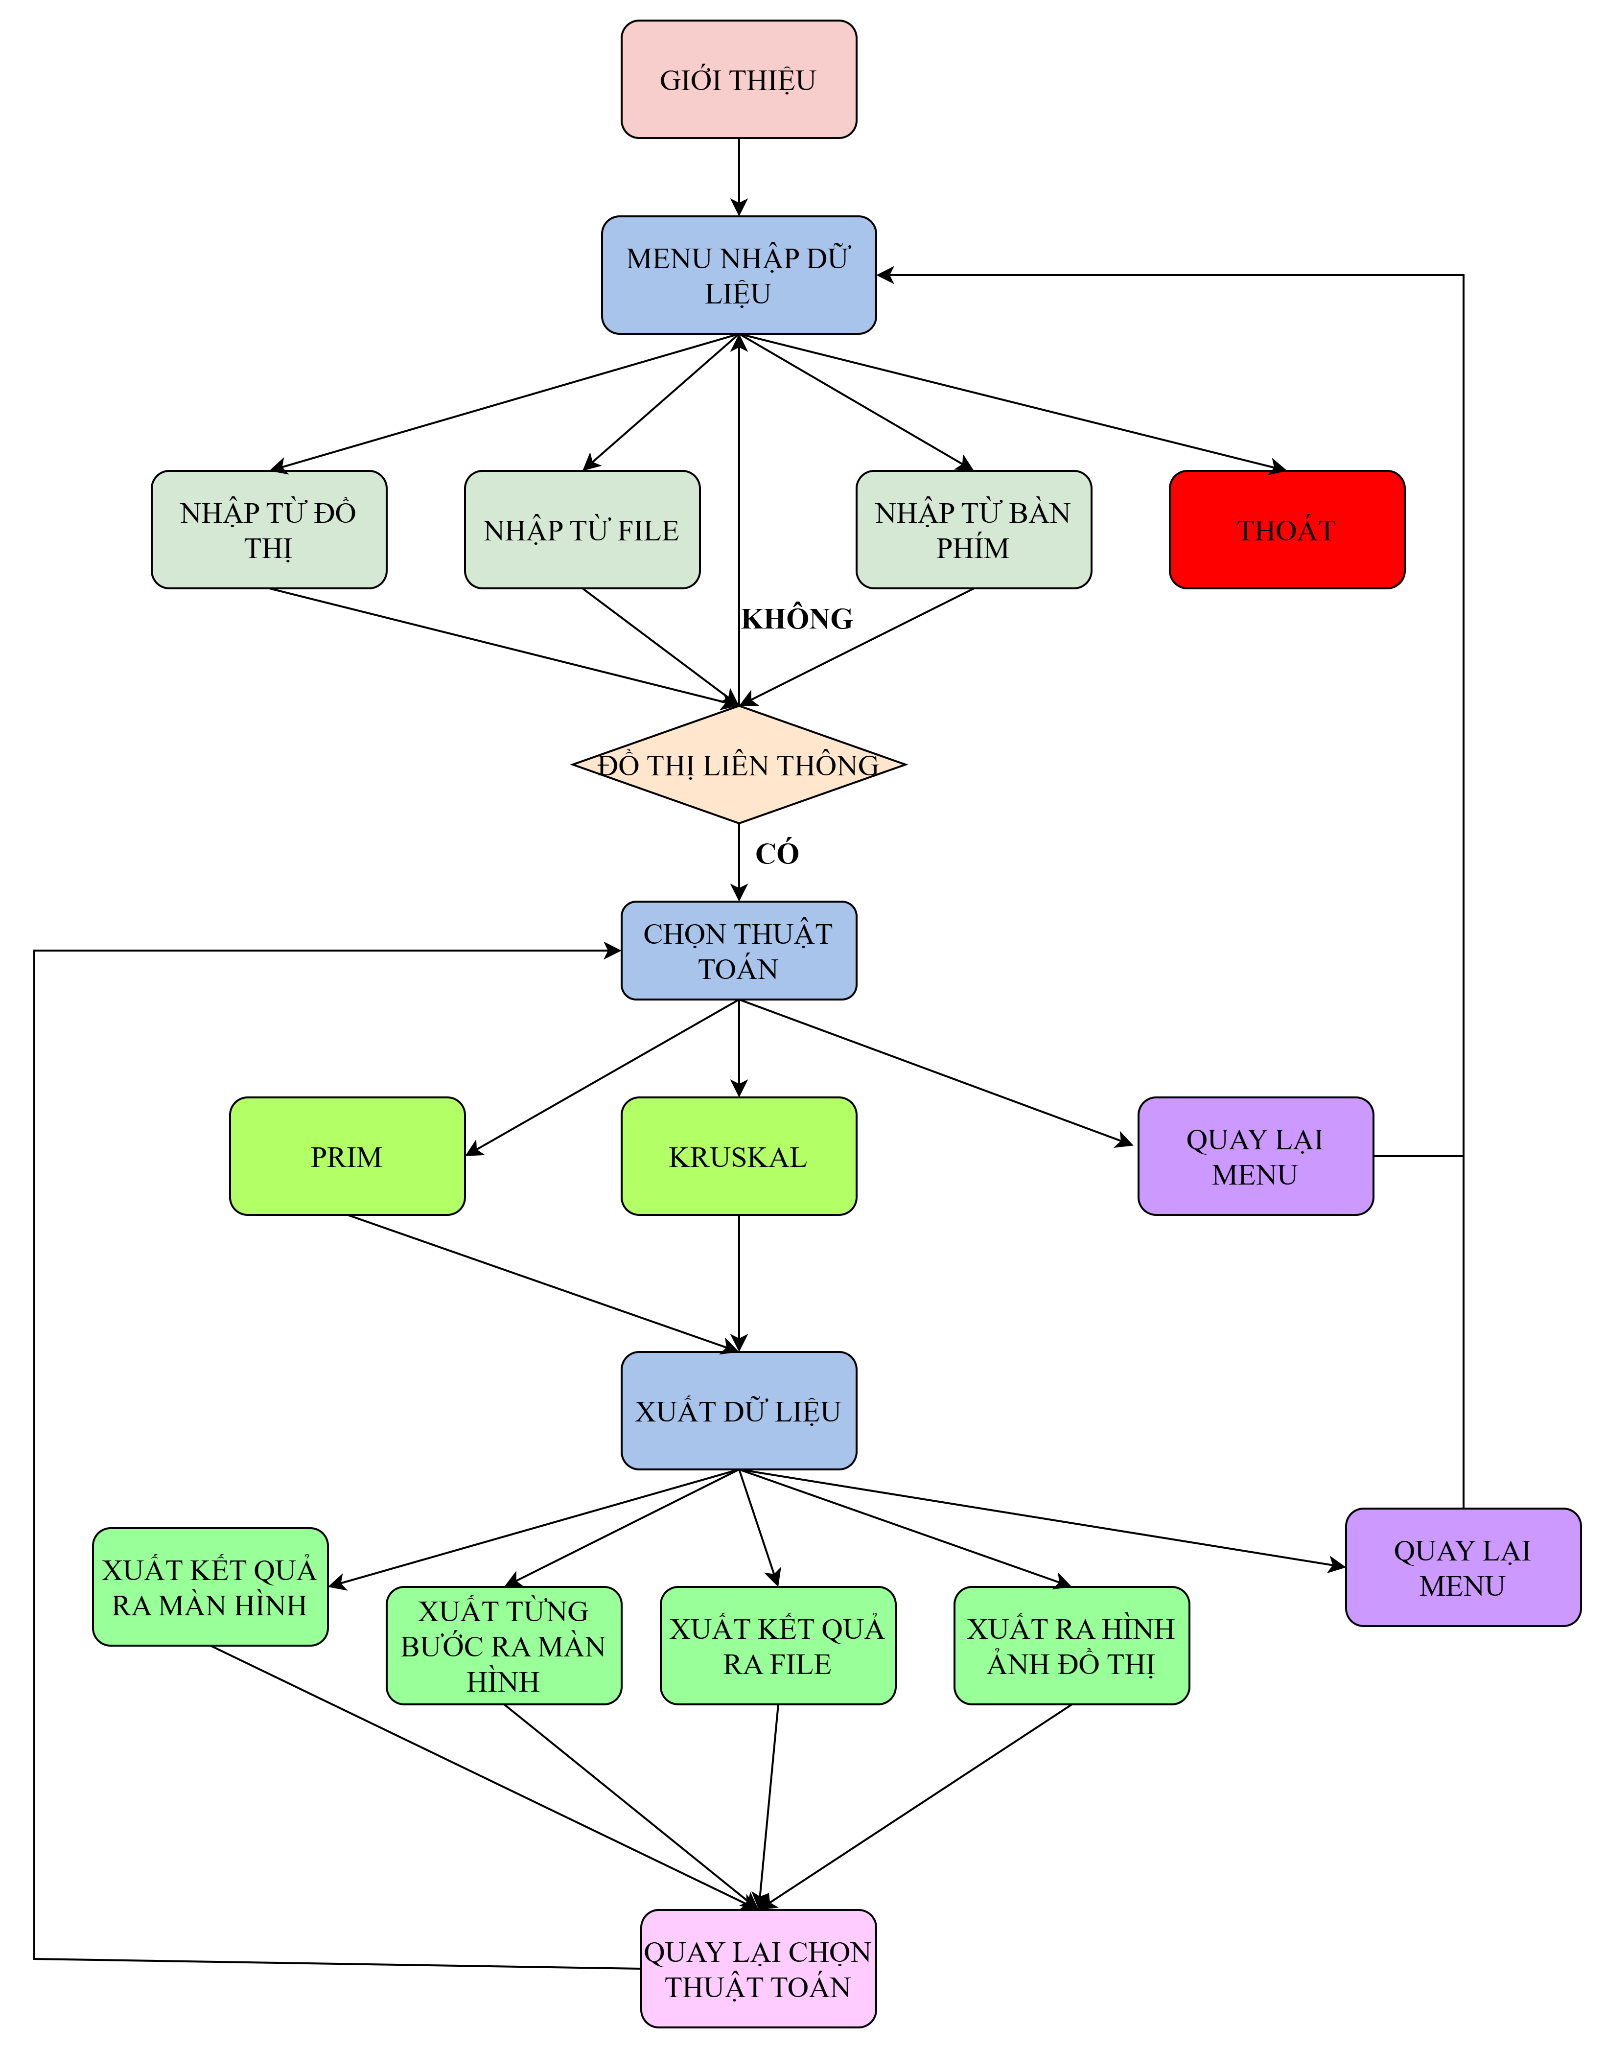 GIỚI THIỆU
MENU NHẬP DỮ
LIỆU
NHẬP TỪ ĐỒ
THỊ
NHẬP TỪ FILE
NHẬP TỪ BÀN
PHÍM
THOÁT
KHÔNG
ĐỒ THỊ LIÊN THÔNG
CÓ
CHỌN THUẬT
TOÁN
PRIM
KRUSKAL
QUAY LẠI
MENU
XUẤT DỮ LIỆU
XUẤT KẾT QUẢ
RA MÀN HÌNH
XUẤT TỪNG
BƯỚC RA MÀN
HÌNH
XUẤT KẾT QUẢ
RA FILE
XUẤT RA HÌNH
ẢNH ĐỒ THỊ
QUAY LẠI
MENU
QUAY LẠI CHỌN
THUẬT TOÁN